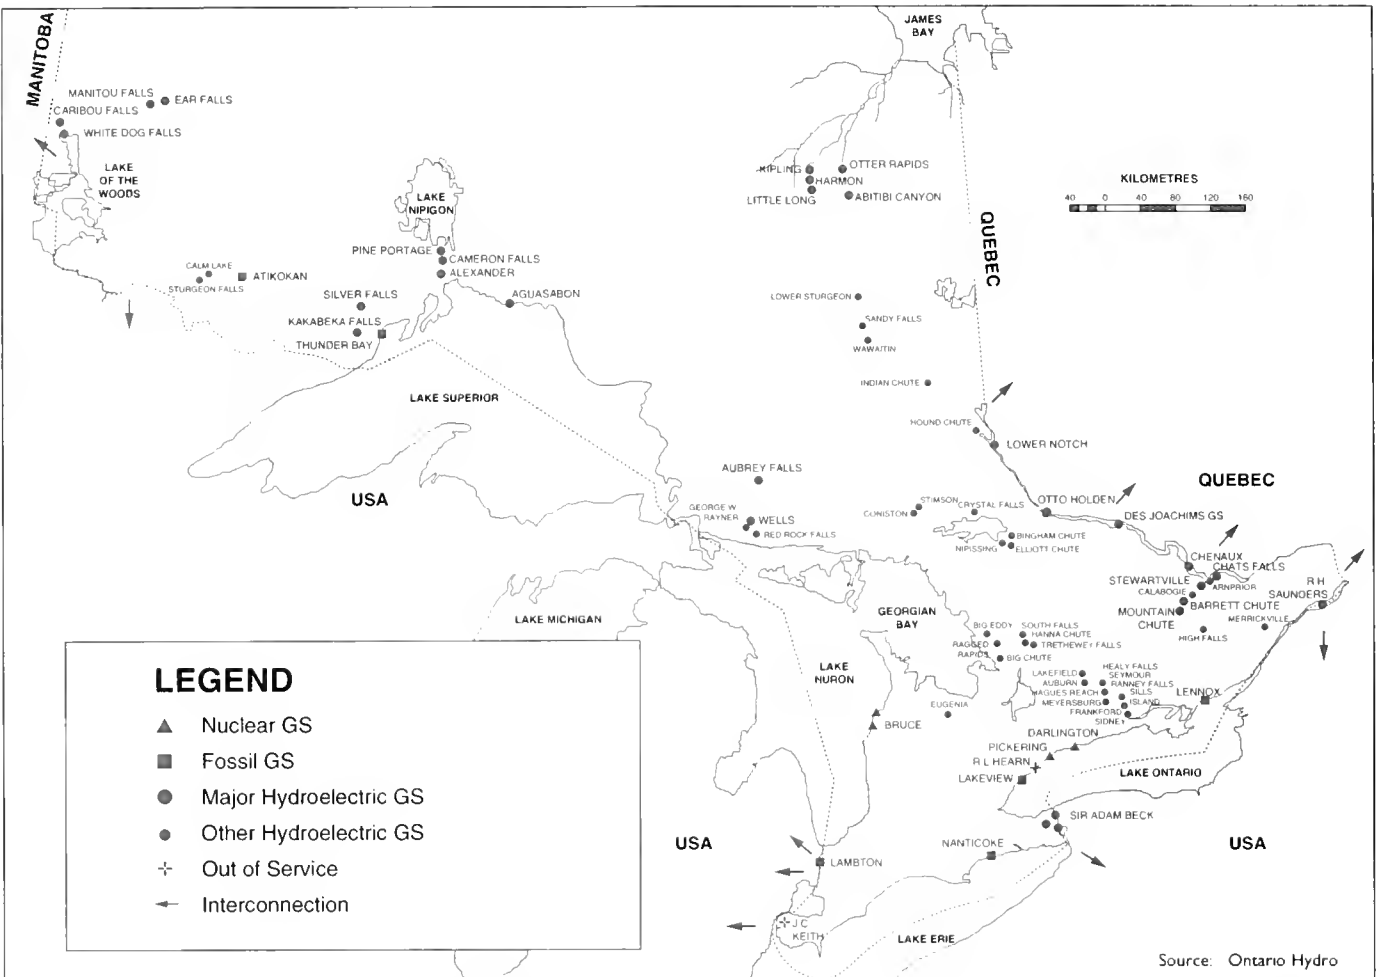 MANITOBA
JAMES
BAY
MANITOU FALLS
EAR FALLS
CARIBOU FALLS
WHITE DOG FALLS
LAKE
OF THE
WOODS
LAKE
NIPIGON
KIPLING
OTTER RAPIDS
HARMON
LITTLE LONG
ABITIBI CANYON
KILOMETRES
40 0 40 80 120 160
QUEBEC
PINE PORTAGE
CAMERON FALLS
ALEXANDER
CALM LAKE
STURGEON FALLS
ATIKOKAN
SILVER FALLS
AGUASABON
KAKABEKA FALLS
THUNDER BAY
LOWER STURGEON
SANDY FALLS
WAWAITIN
INDIAN CHUTE
LAKE SUPERIOR
HOUND CHUTE
LOWER NOTCH
AUBREY FALLS
USA
QUEBEC
GEORGE W
RAYNER
WELLS
RED ROCK FALLS
STIMSON
CONISTON
CRYSTAL FALLS
OTTO HOLDEN
DES JOACHIMS GS
BINGHAM CHUTE
NIPISSING
ELLIOTT CHUTE
CHENAUX
CHATS FALLS
STEWARTVILLE
ARNPRIOR
CALABOGIE
BARRETT CHUTE
MOUNTAIN
CHUTE
HIGH FALLS
R H
SAUNDERS
MERRICKVILLE
LAKE MICHIGAN
GEORGIAN
BAY
BIG EDDY
SOUTH FALLS
HANNA CHUTE
RAGGED
RAPIDS
TRETHEWEY FALLS
BIG CHUTE
LAKE
HURON
LAKEFIELD
HEALY FALLS
SEYMOUR
AUBURN
RANNEY FALLS
HAGUES REACH
SILLS
ISLAND
MEYERSBURG
FRANKFORD
SIDNEY
LENNOX
EUGENIA
BRUCE
DARLINGTON
PICKERING
R L HEARN
LAKEVIEW
LAKE ONTARIO
SIR ADAM BECK
USA
USA
NANTICOKE
LAMBTON
J C
KEITH
LAKE ERIE
LEGEND
Nuclear GS
Fossil GS
Major Hydroelectric GS
Other Hydroelectric GS
Out of Service
Interconnection
Source: Ontario Hydro